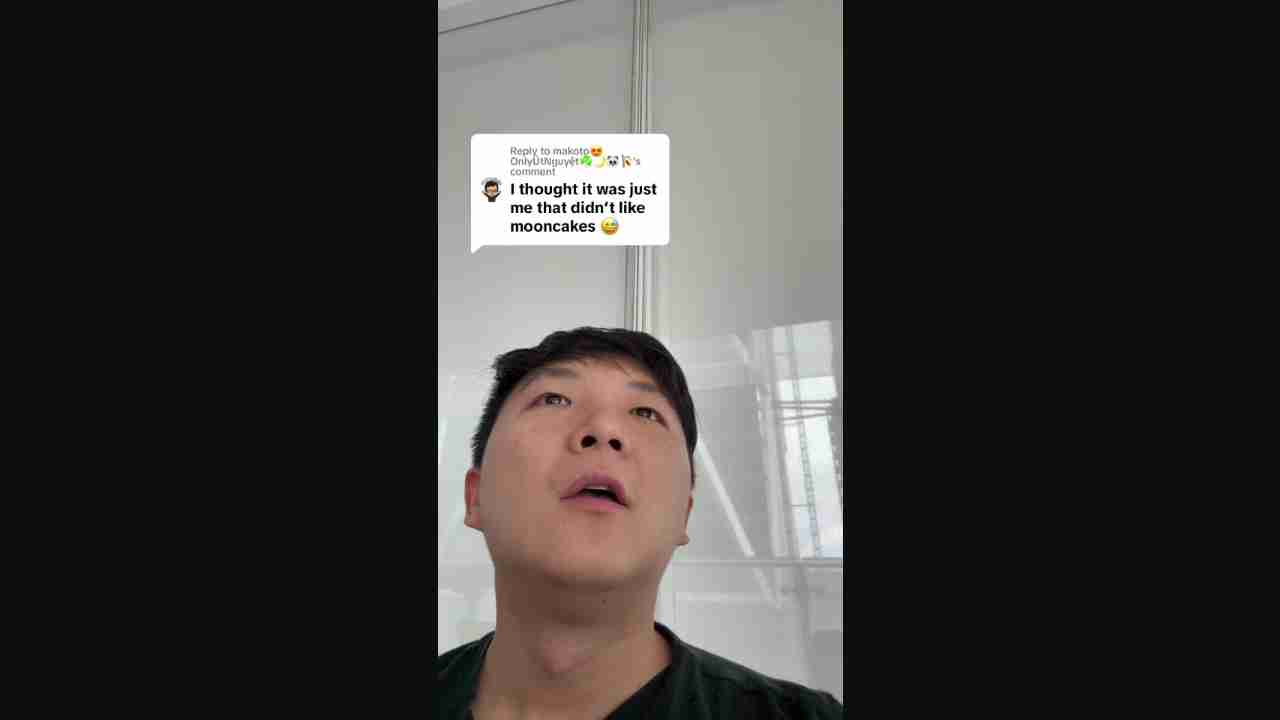 Reply to makoto😍
OnlyÚtNguyệt🍀🌙🐼🎋's
comment
I thought it was just
me that didn't like
mooncakes 😅